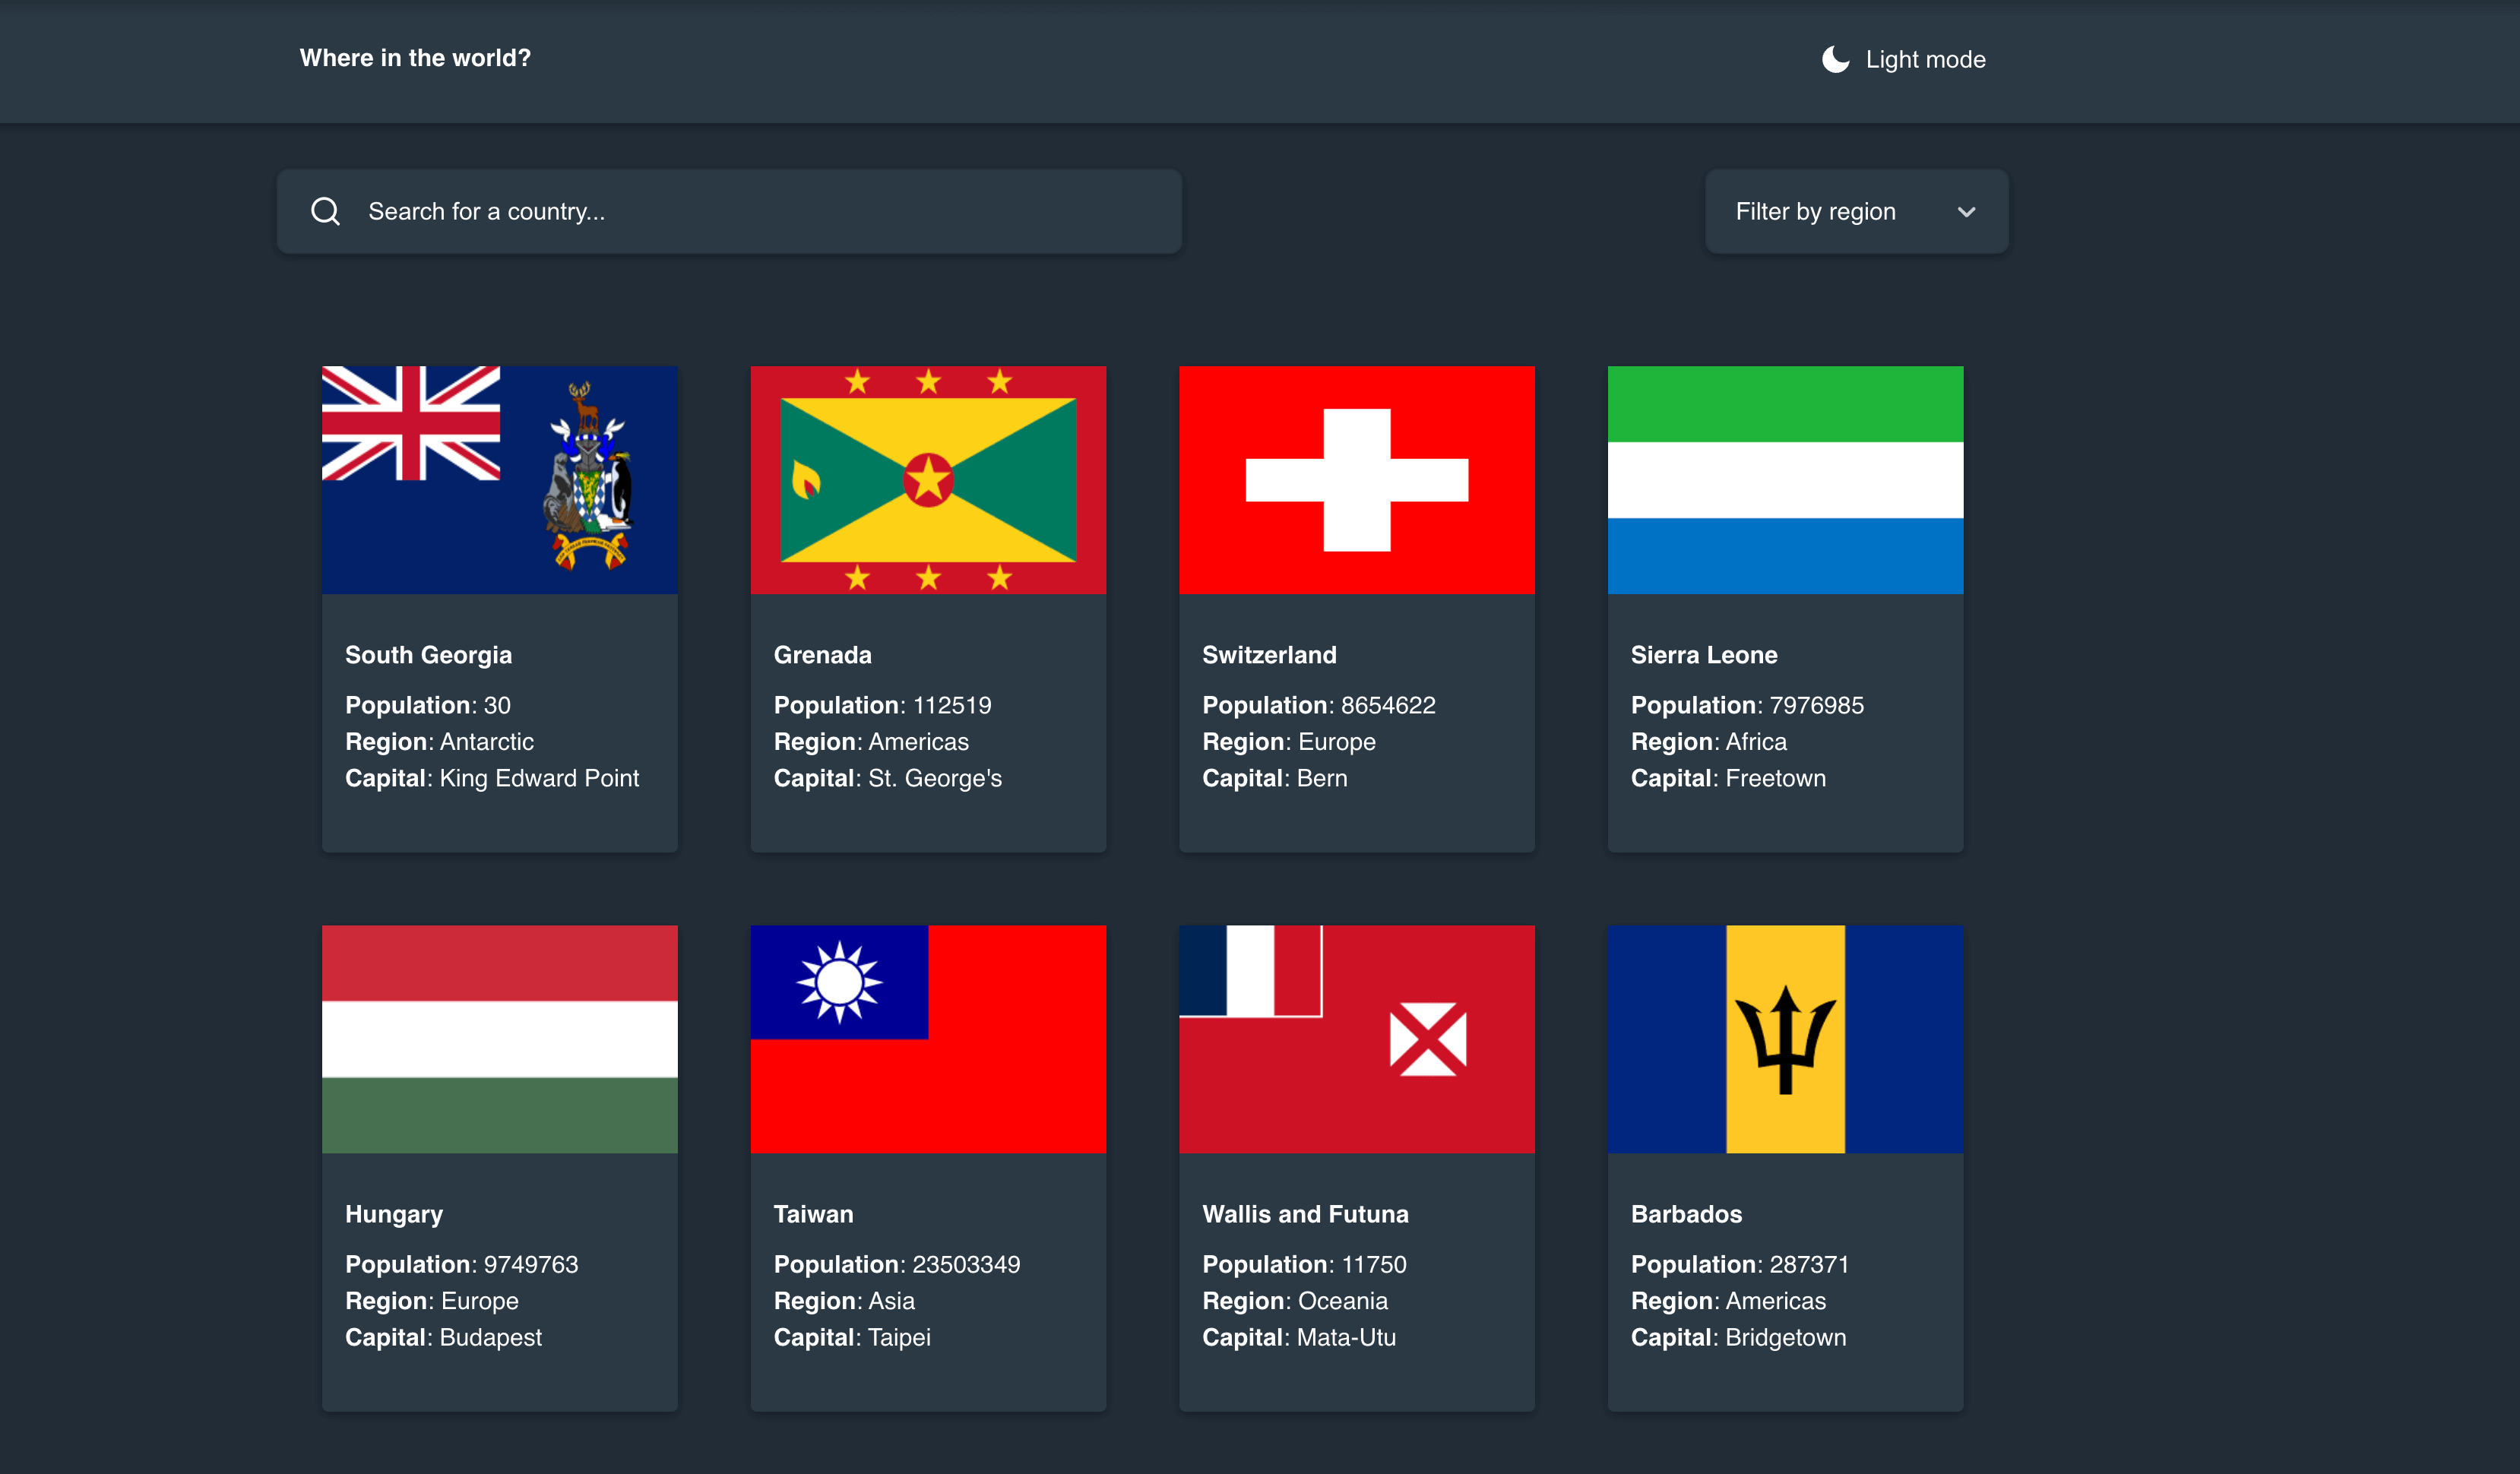 Where in the world?
Light mode
Search for a country...
Filter by region
South Georgia
Population: 30
Region: Antarctic
Capital: King Edward Point
Grenada
Population: 112519
Region: Americas
Capital: St. George's
Switzerland
Population: 8654622
Region: Europe
Capital: Bern
Sierra Leone
Population: 7976985
Region: Africa
Capital: Freetown
Hungary
Population: 9749763
Region: Europe
Capital: Budapest
Taiwan
Population: 23503349
Region: Asia
Capital: Taipei
Wallis and Futuna
Population: 11750
Region: Oceania
Capital: Mata-Utu
Barbados
Population: 287371
Region: Americas
Capital: Bridgetown